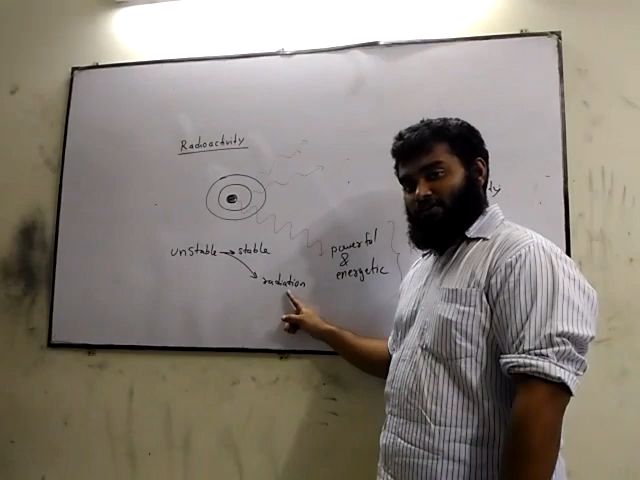 Radioactivity
unstable → stable
radiation
powerful
&
energetic